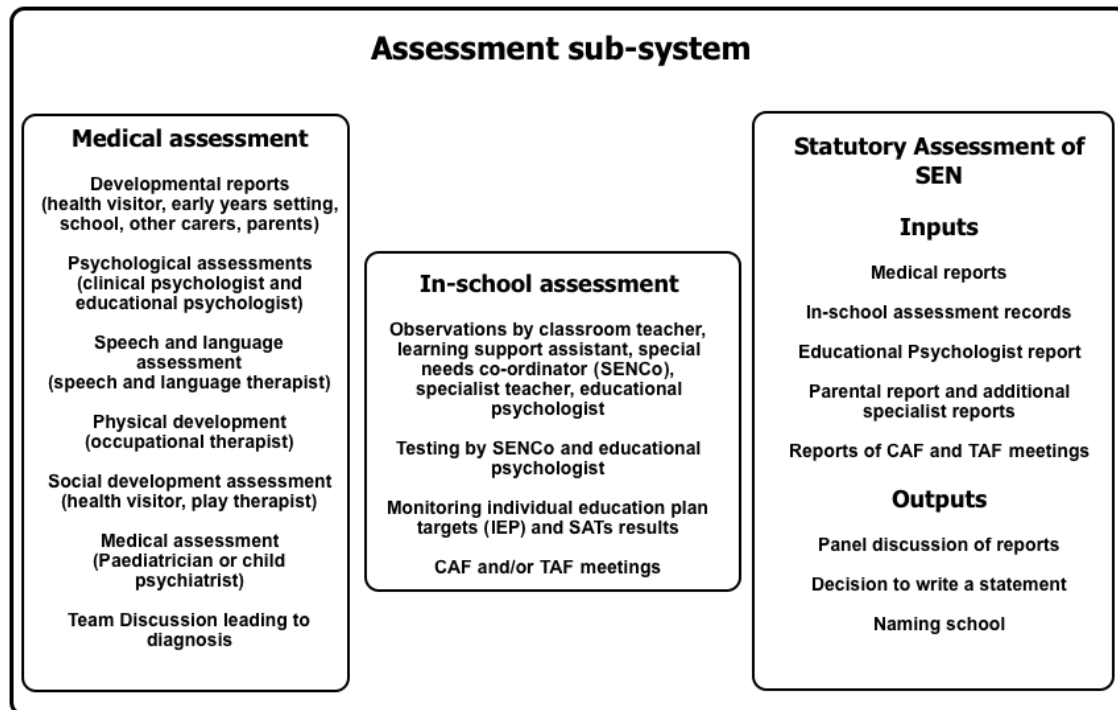 Assessment sub-system
Medical assessment
Developmental reports
(health visitor, early years setting,
school, other carers, parents)
Psychological assessments
(clinical psychologist and
educational psychologist)
Speech and language
assessment
(speech and language therapist)
Physical development
(occupational therapist)
Social development assessment
(health visitor, play therapist)
Medical assessment
(Paediatrician or child
psychiatrist)
Team Discussion leading to
diagnosis
In-school assessment
Observations by classroom teacher,
learning support assistant, special
needs co-ordinator (SENCo),
specialist teacher, educational
psychologist
Testing by SENCo and educational
psychologist
Monitoring individual education plan
targets (IEP) and SATs results
CAF and/or TAF meetings
Statutory Assessment of
SEN
Inputs
Medical reports
In-school assessment records
Educational Psychologist report
Parental report and additional
specialist reports
Reports of CAF and TAF meetings
Outputs
Panel discussion of reports
Decision to write a statement
Naming school